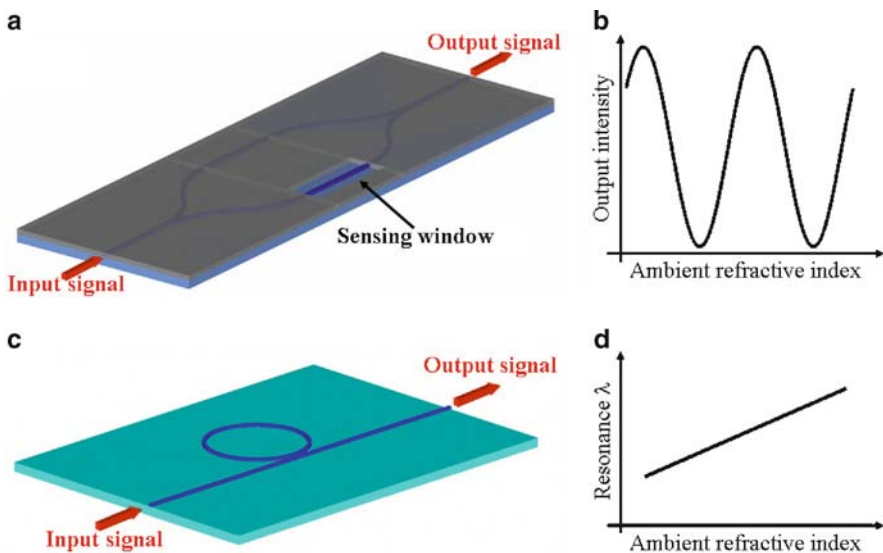 a
Output signal
Sensing window
Input signal
b
Output intensity
Ambient refractive index
c
Output signal
Input signal
d
Resonance λ
Ambient refractive index